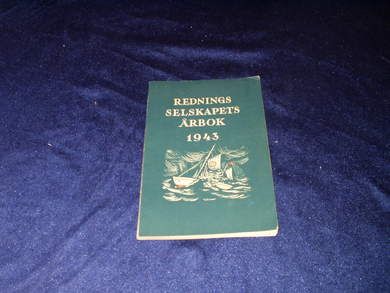 REDNINGS
SELSKAPETS
ÅRBOK
1943